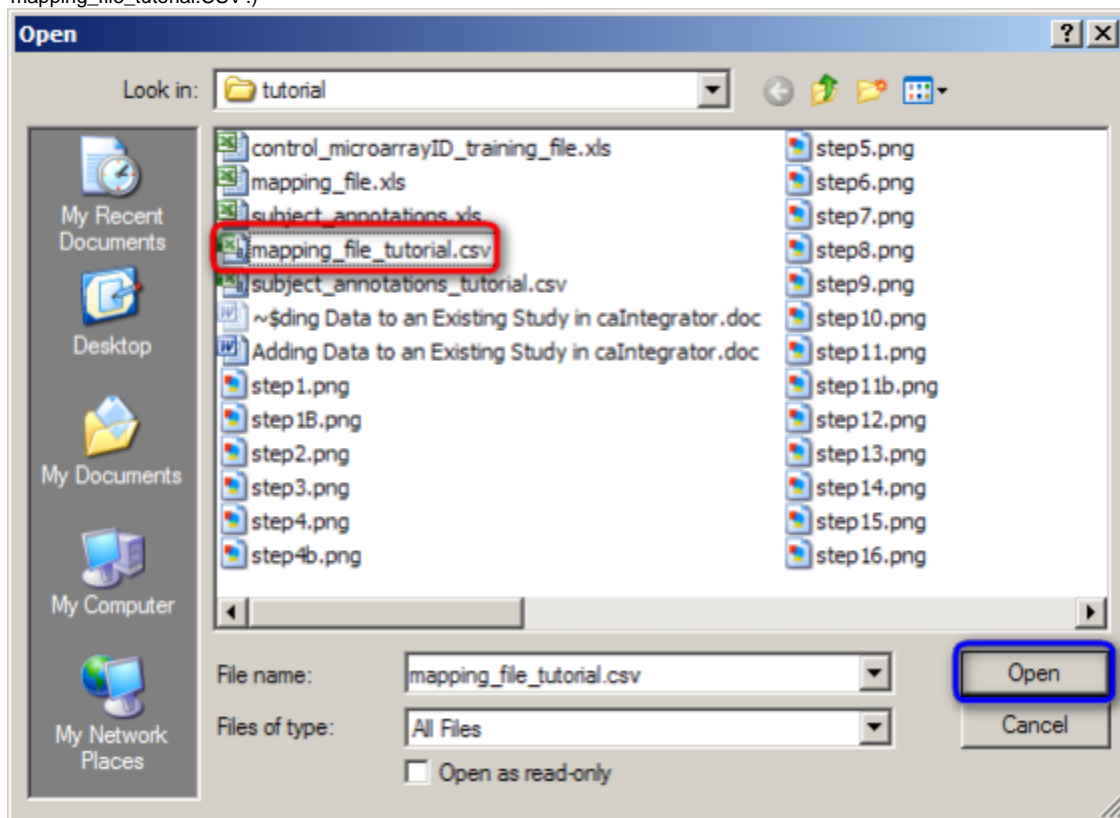 mapping_file_tutorial.CSV .)
Open
Look in:
tutorial
My Recent
Documents
Desktop
My Documents
My Computer
My Network
Places
control_microarrayID_training_file.xls
mapping_file.xls
subject_annotations.xls
mapping_file_tutorial.csv
subject_annotations_tutorial.csv
~$ding Data to an Existing Study in caIntegrator.doc
Adding Data to an Existing Study in caIntegrator.doc
step1.png
step1B.png
step2.png
step3.png
step4.png
step4b.png
step5.png
step6.png
step7.png
step8.png
step9.png
step10.png
step11.png
step11b.png
step12.png
step13.png
step14.png
step15.png
step16.png
File name:
mapping_file_tutorial.csv
Open
Files of type:
All Files
Cancel
Open as read-only